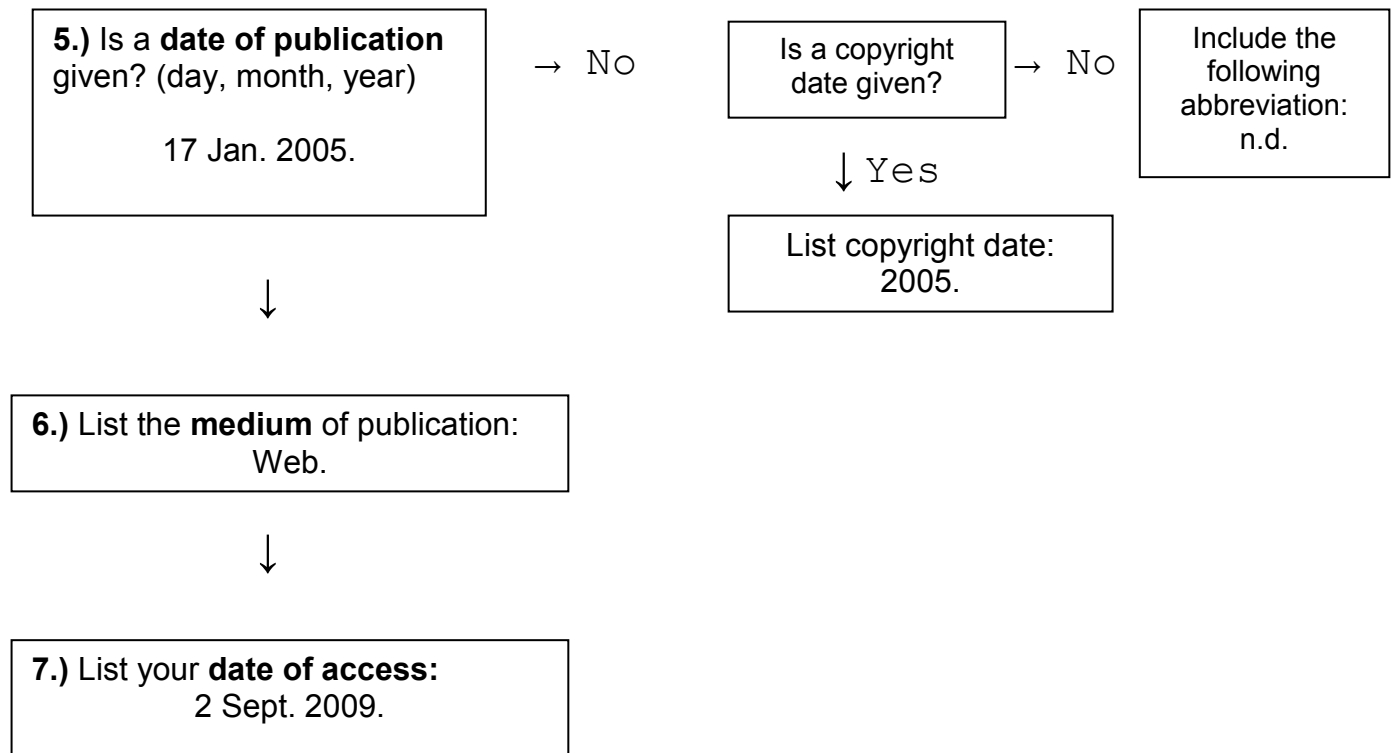 5.) Is a date of publication
given? (day, month, year)
17 Jan. 2005.
→ No
Is a copyright
date given?
→ No
Include the
following
abbreviation:
n.d.
↓ Yes
List copyright date:
2005.
↓
6.) List the medium of publication:
Web.
↓
7.) List your date of access:
2 Sept. 2009.